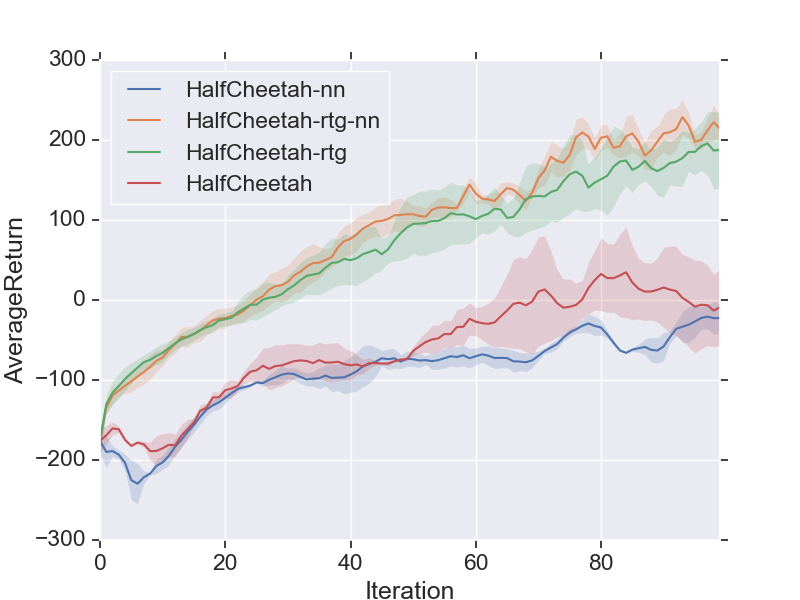 300
200
100
0
−100
−200
−300
AverageReturn
HalfCheetah-nn
HalfCheetah-rtg-nn
HalfCheetah-rtg
HalfCheetah
0 20 40 60 80
Iteration